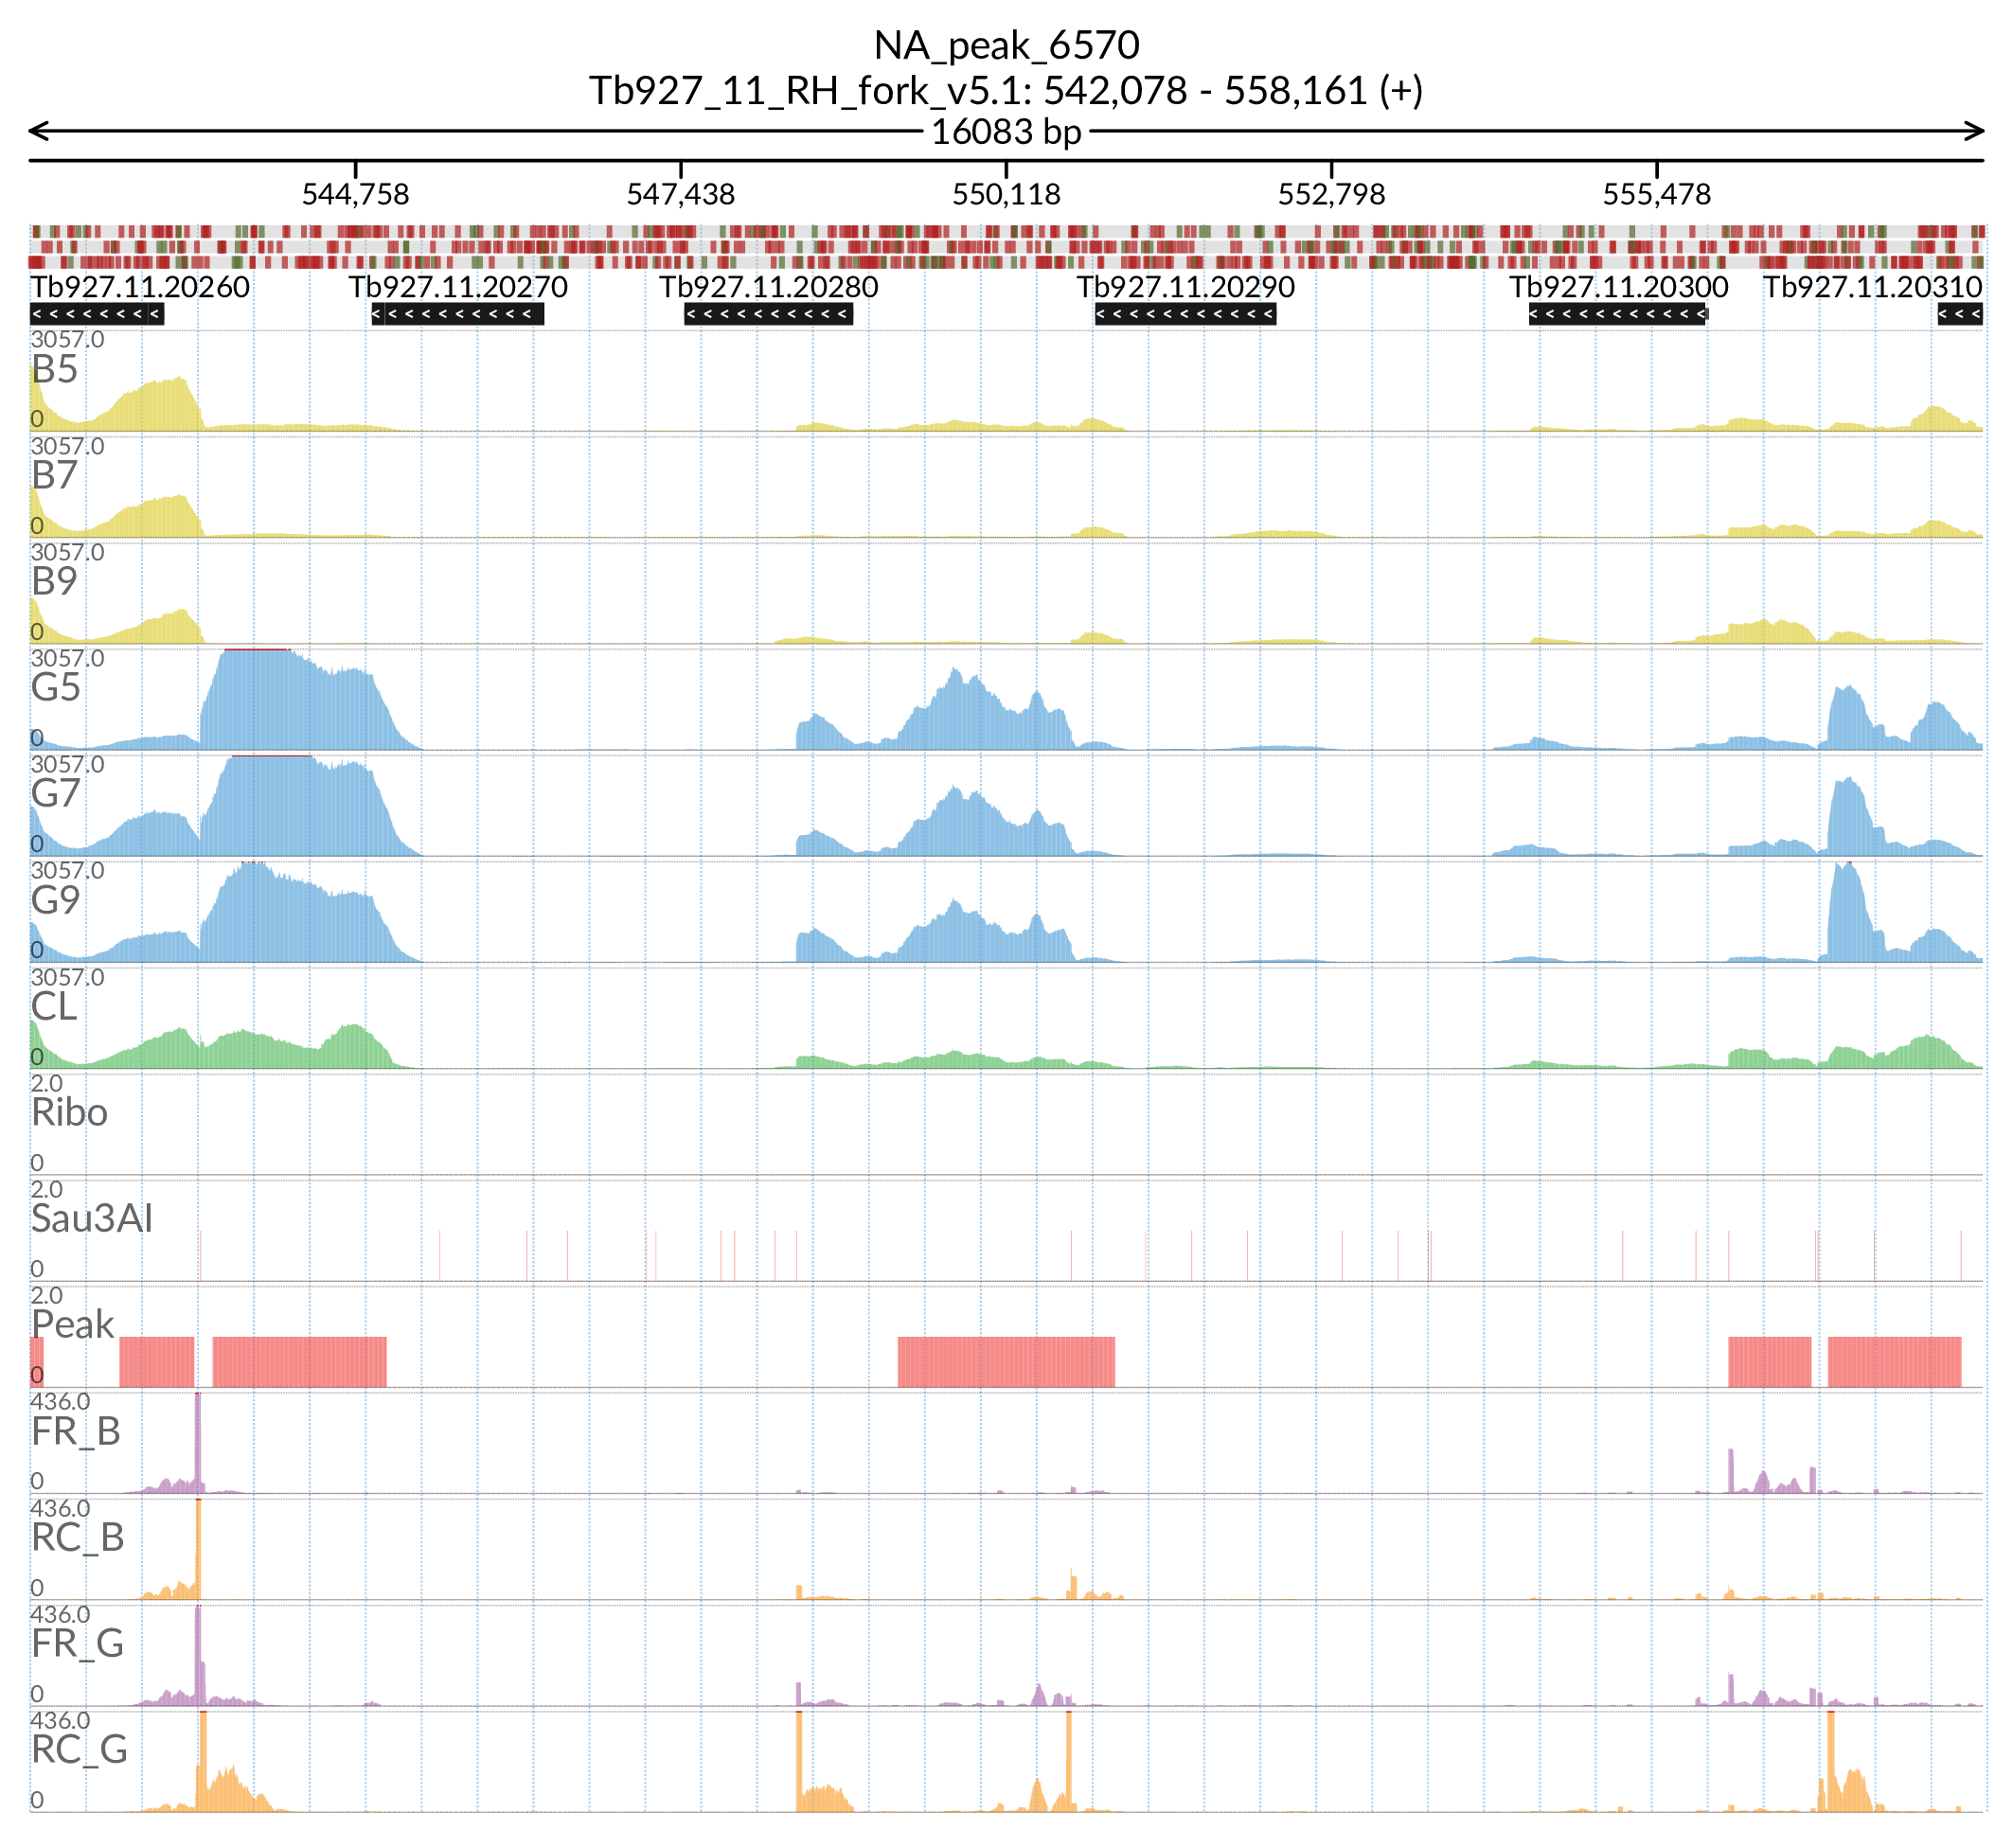 NA_peak_6570
Tb927_11_RH_fork_v5.1: 542,078 - 558,161 (+)
16083 bp
544,758 547,438 550,118 552,798 555,478
Tb927.11.20260 Tb927.11.20270 Tb927.11.20280 Tb927.11.20290 Tb927.11.20300 Tb927.11.20310
3057.0
B5
0
3057.0
B7
0
3057.0
B9
0
3057.0
G5
0
3057.0
G7
0
3057.0
G9
0
3057.0
CL
0
2.0
Ribo
0
2.0
Sau3AI
0
2.0
Peak
0
436.0
FR_B
0
436.0
RC_B
0
436.0
FR_G
0
436.0
RC_G
0